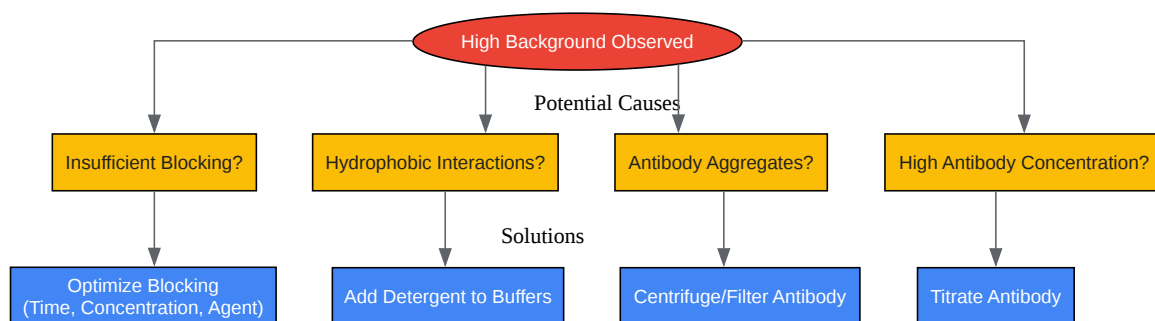 High Background Observed
Potential Causes
Insufficient Blocking?
Hydrophobic Interactions?
Antibody Aggregates?
High Antibody Concentration?
Solutions
Optimize Blocking
(Time, Concentration, Agent)
Add Detergent to Buffers
Centrifuge/Filter Antibody
Titrate Antibody